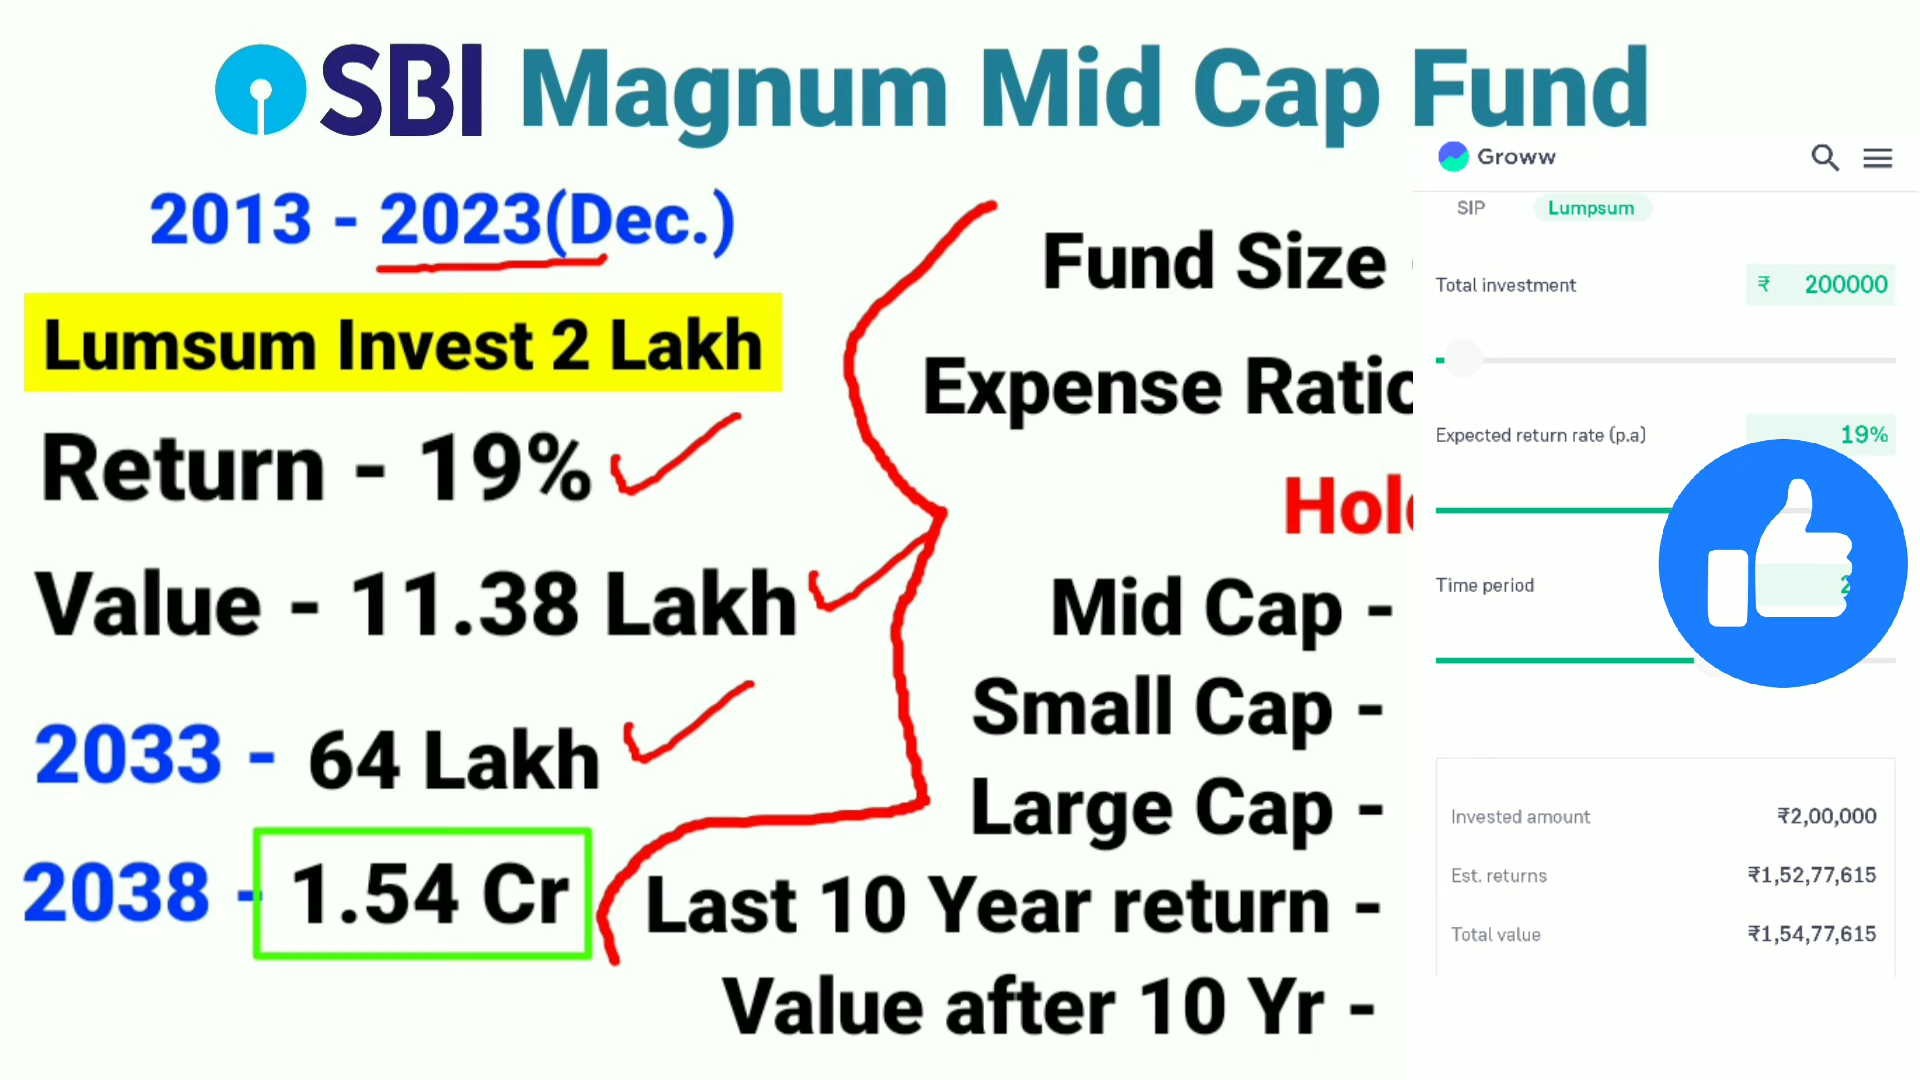 SBI Magnum Mid Cap Fund
2013 - 2023(Dec.)
Lumsum Invest 2 Lakh
Return - 19%
Value - 11.38 Lakh
2033 - 64 Lakh
2038 - 1.54 Cr
Fund Size
Expense Ratio
Mid Cap -
Small Cap -
Large Cap -
Last 10 Year return -
Value after 10 Yr -
Groww
SIP Lumpsum
Total investment ₹ 200000
Expected return rate (p.a) 19%
Time period
Invested amount ₹2,00,000
Est. returns ₹1,52,77,615
Total value ₹1,54,77,615